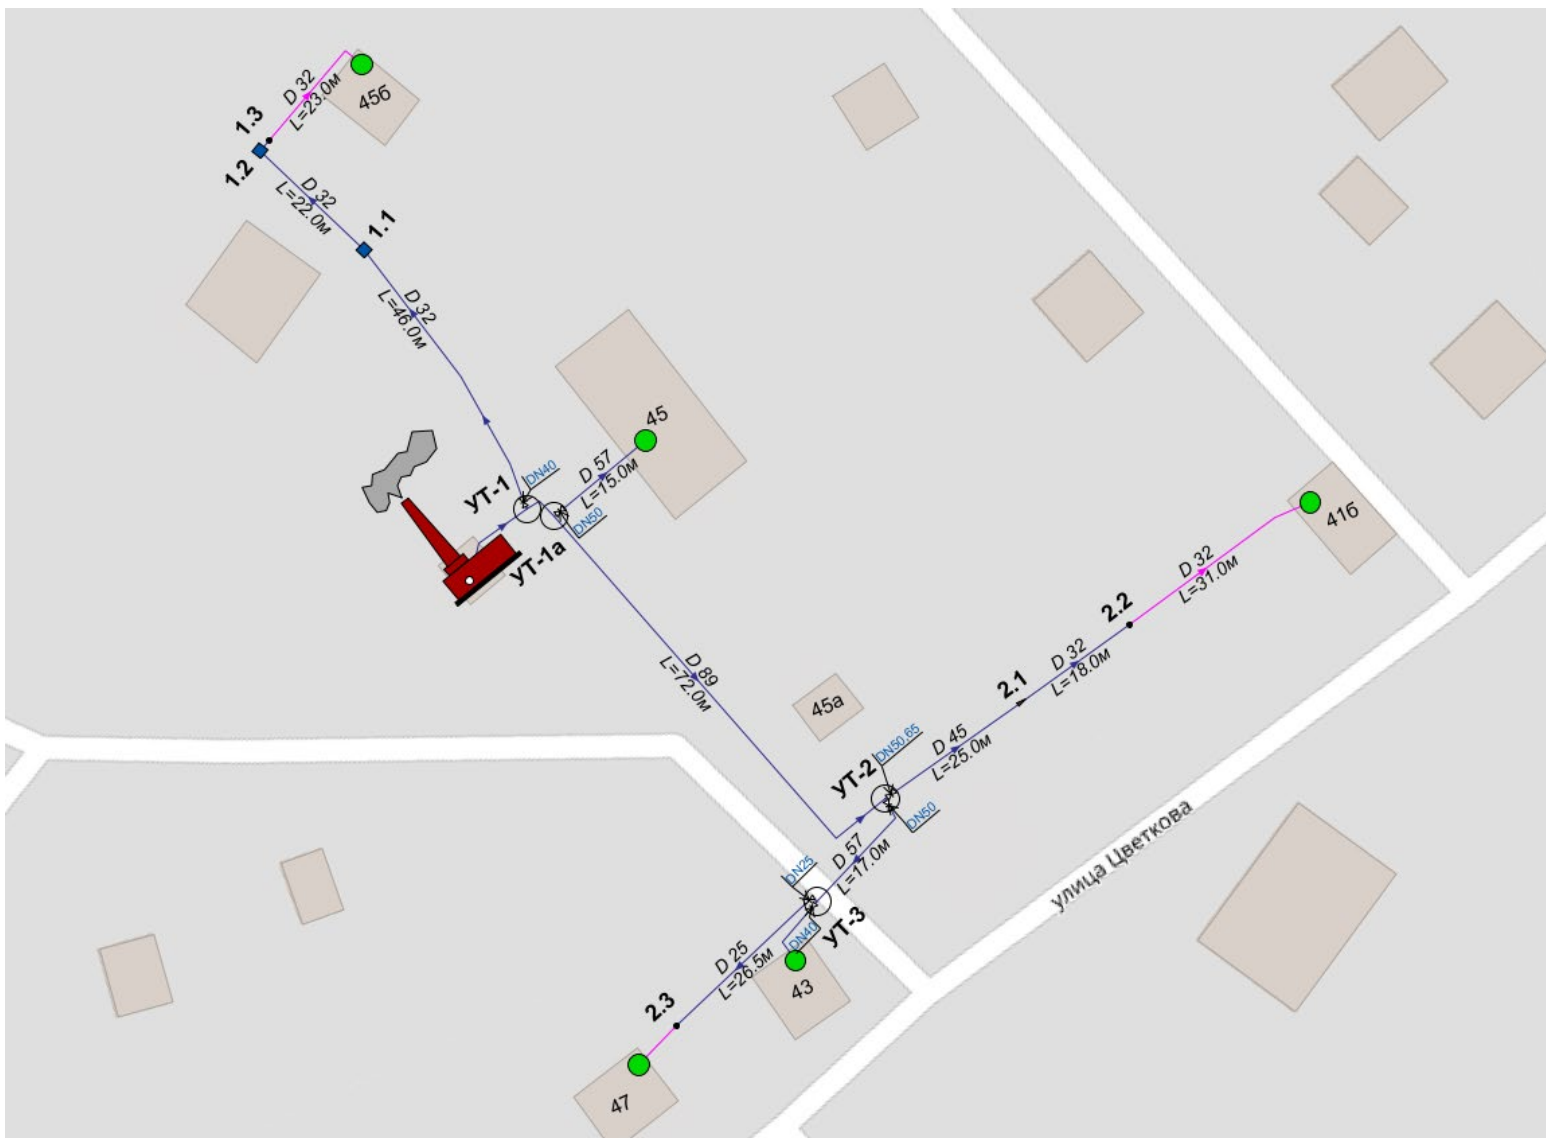 456
D 32
L=23.0м
1.3
1.2
D 32
L=22.0м
1.1
D 32
L=46.0м
45
D 57
L=15.0м
DN40
УТ-1
DN50
УТ-1а
416
D 32
L=31.0м
2.2
D 32
L=18.0м
2.1
D 89
L=72.0м
45а
DN50,65
D 45
L=25.0м
УТ-2
DN50
D 57
L=17.0м
улица Цветкова
DN25
УТ-3
DN40
D 25
L=26.5м
43
2.3
47